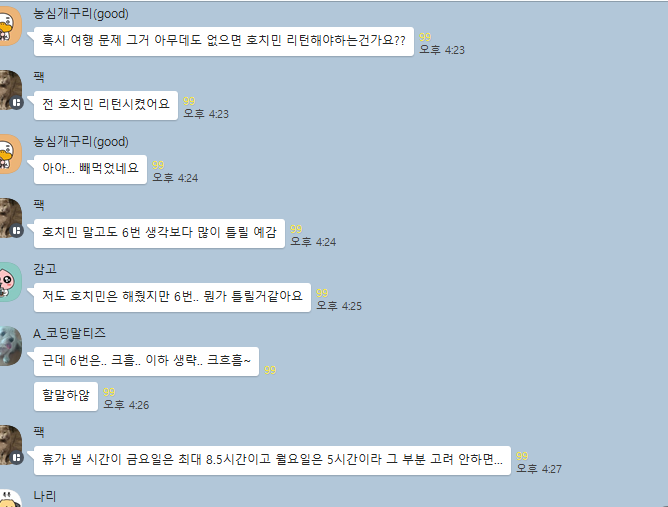 농심개구리(good)
혹시 여행 문제 그거 아무데도 없으면 호치민 리턴해야하는건가요??
99
오후 4:23
팩
전 호치민 리턴시켰어요
99
오후 4:23
농심개구리(good)
아아... 빼먹었네요
99
오후 4:24
팩
호치민 말고도 6번 생각보다 많이 틀릴 예감
99
오후 4:24
감고
저도 호치민은 해줬지만 6번.. 뭔가 틀릴거같아요
99
오후 4:25
A_코딩말티즈
근데 6번은.. 크흠.. 이하 생략.. 크흐흠~
99
할말하않
99
오후 4:26
팩
휴가 낼 시간이 금요일은 최대 8.5시간이고 월요일은 5시간이라 그 부분 고려 안하면...
99
오후 4:27
나리